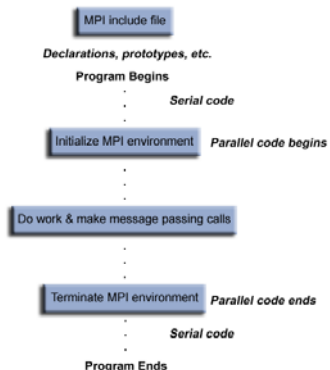 MPI include file
Declarations, prototypes, etc.
Program Begins
Serial code
Initialize MPI environment
Parallel code begins
Do work & make message passing calls
Terminate MPI environment
Parallel code ends
Serial code
Program Ends